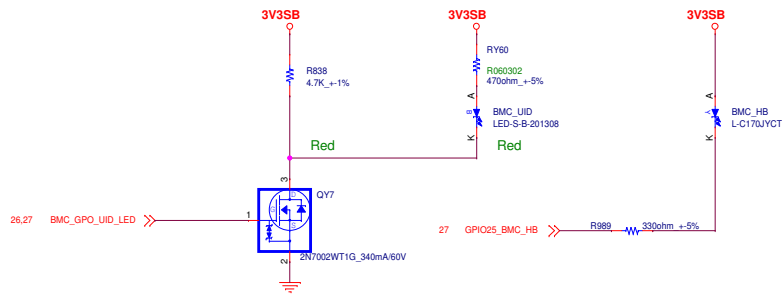 3V3SB
3V3SB
3V3SB
R838
4.7K_+-1%
RY60
R060302
470ohm_+-5%
A
BMC_UID
LED-S-B-201308
B
K
A
BMC_HB
L-C170JYCT
Y
K
Red
Red
3
QY7
D
G
S
1
2
26,27 BMC_GPO_UID_LED
2N7002WT1G_340mA/60V
27 GPIO25_BMC_HB
R989 330ohm_+-5%